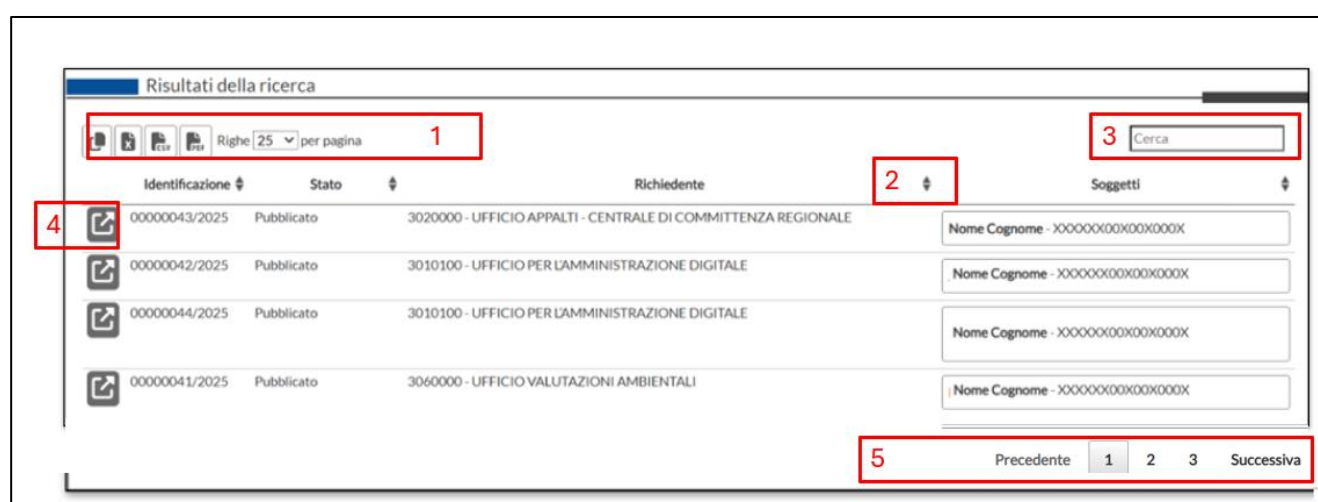 Risultati della ricerca
CSV PDF Righe 25 per pagina 1 3 Cerca
Identificazione Stato Richiedente 2 Soggetti
4 00000043/2025 Pubblicato 3020000 - UFFICIO APPALTI - CENTRALE DI COMMITTENZA REGIONALE Nome Cognome - XXXXXX00X00X000X
00000042/2025 Pubblicato 3010100 - UFFICIO PER L'AMMINISTRAZIONE DIGITALE Nome Cognome - XXXXXX00X00X000X
00000044/2025 Pubblicato 3010100 - UFFICIO PER L'AMMINISTRAZIONE DIGITALE Nome Cognome - XXXXXX00X00X000X
00000041/2025 Pubblicato 3060000 - UFFICIO VALUTAZIONI AMBIENTALI Nome Cognome - XXXXXX00X00X000X
5 Precedente 1 2 3 Successiva